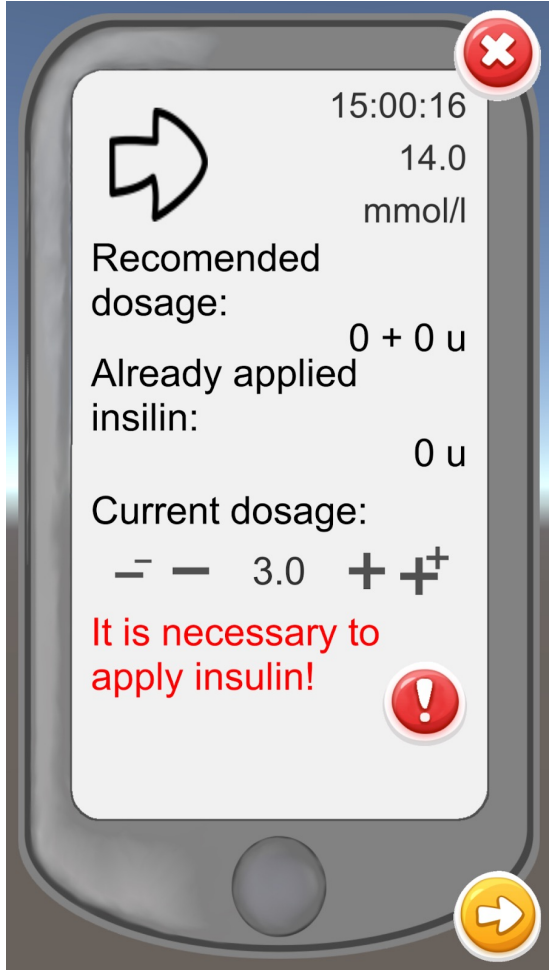 15:00:16
14.0
mmol/l
Recomended
dosage:
0 + 0 u
Already applied
insilin:
0 u
Current dosage:
3.0
It is necessary to
apply insulin!